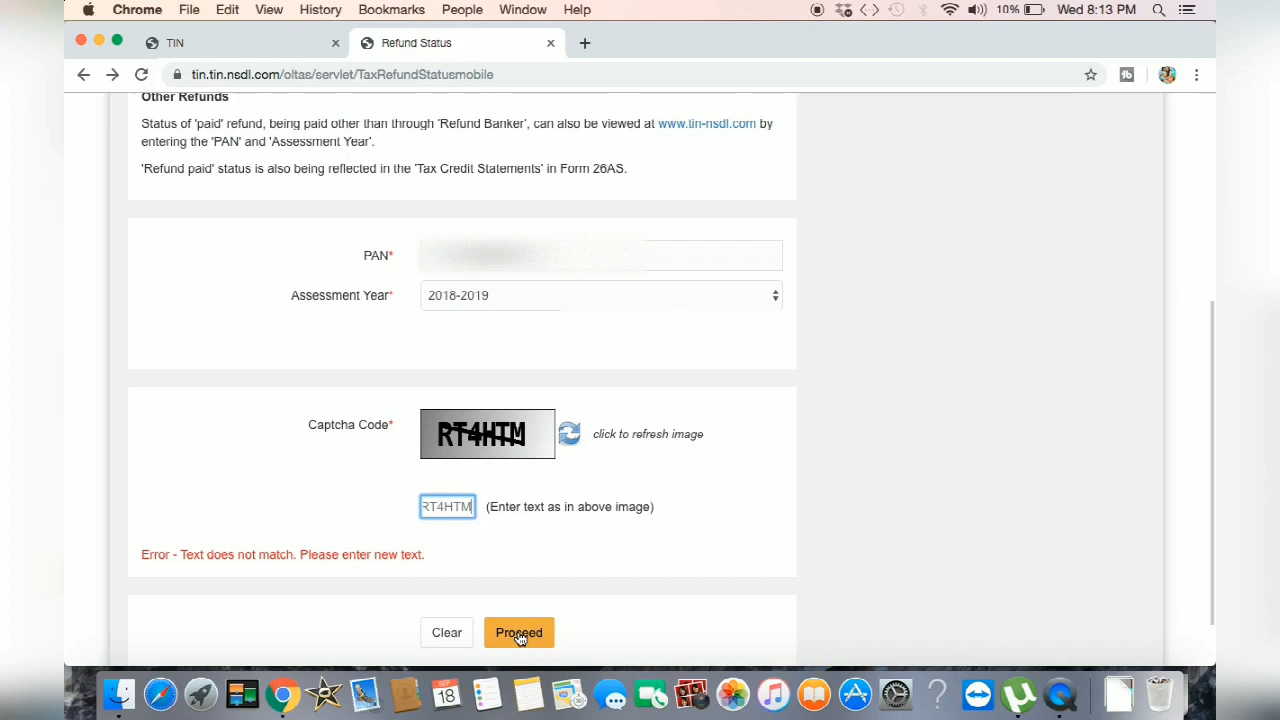 Chrome File Edit View History Bookmarks People Window Help 10% Wed 8:13 PM
TIN Refund Status
tin.tin.nsdl.com/oltas/servlet/TaxRefundStatusmobile
Other Refunds
Status of 'paid' refund, being paid other than through 'Refund Banker', can also be viewed at www.tin-nsdl.com by
entering the 'PAN' and 'Assessment Year'.
'Refund paid' status is also being reflected in the 'Tax Credit Statements' in Form 26AS.
PAN*
Assessment Year* 2018-2019
Captcha Code* RT4HTM click to refresh image
RT4HTM (Enter text as in above image)
Error - Text does not match. Please enter new text.
Clear Proceed
SEP
18